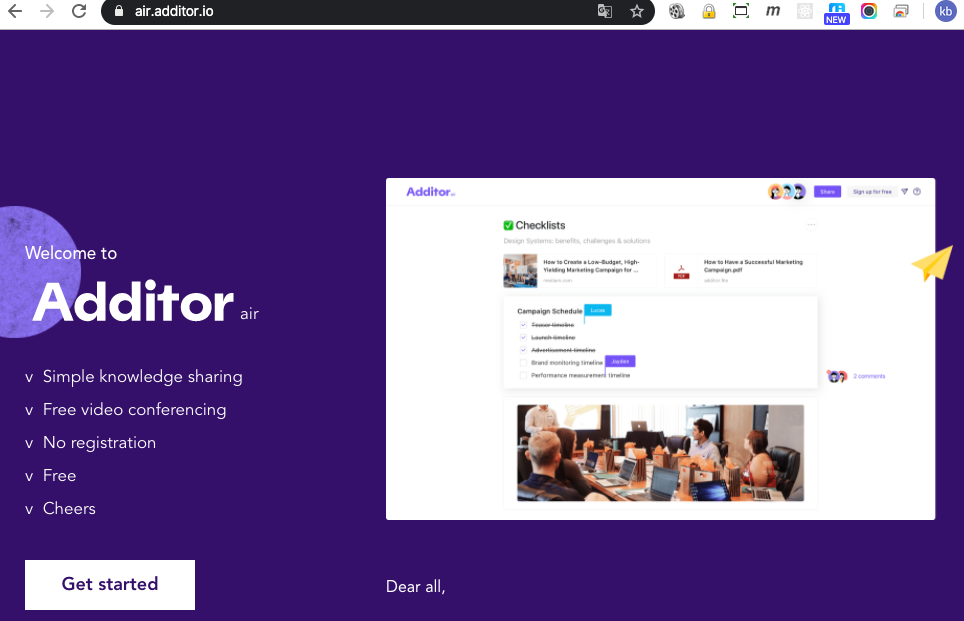 air.additor.io
m
NEW
kb
Additor
Share
Sign up for free
Checklists
Design Systems: benefits, challenges & solutions
How to Create a Low-Budget, High-
Yielding Marketing Campaign for ...
How to Have a Successful Marketing
Campaign.pdf
PDF
Campaign Schedule
Lucas
Teaser timeline
Launch timeline
Advertisement timeline
Brand monitoring timeline
Jayden
Performance measurement timeline
2 comments
Welcome to
Additor air
v Simple knowledge sharing
v Free video conferencing
v No registration
v Free
v Cheers
Get started
Dear all,